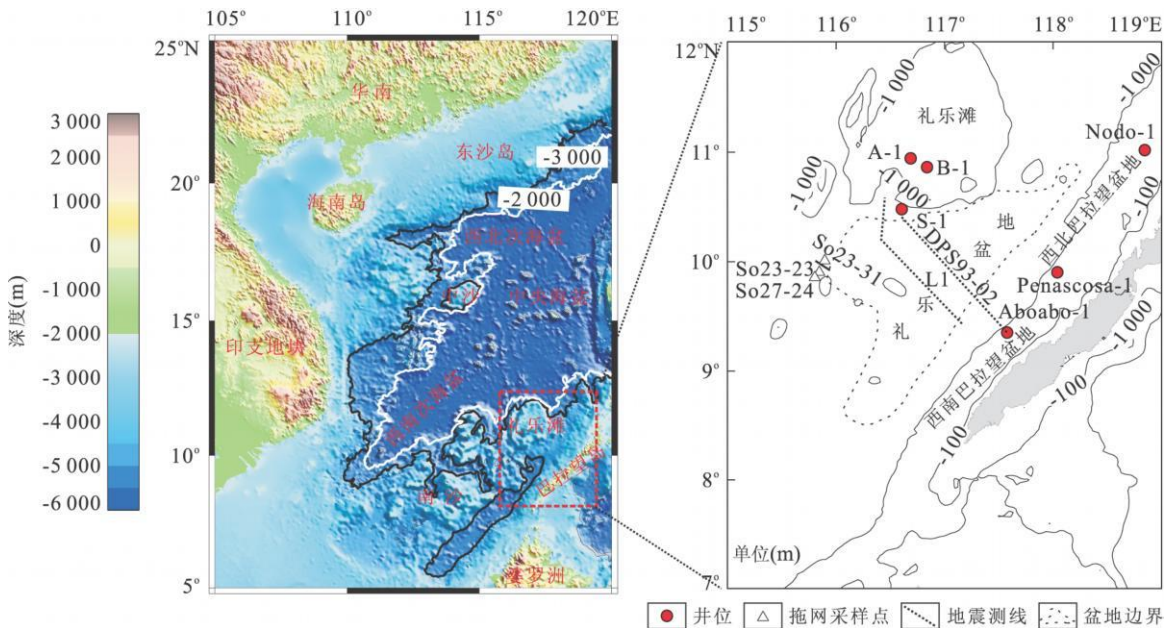 105°
110°
115°
120°E
25°N
20°
15°
10°
5°
深度(m)
3 000
2 000
1 000
0
-1 000
-2 000
-3 000
-4 000
-5 000
-6 000
华南
东沙岛
海南岛
-3 000
-2 000
西北次海盆
中沙
中央海盆
印支地块
西南次海盆
礼乐滩
南沙
巴拉望岛
婆罗洲
115°
116°
117°
118°
119°E
12°N
11°
10°
9°
8°
7°
-1 000
-1 000
礼乐滩
Nodo-1
A-1
B-1
-1 000
-1 000
S-1
地
盆
西北巴拉望盆地
-100
So23-23
So27-24
So23-31
DPS93-02
L1
乐
礼
Penascosa-1
Aboabo-1
西南巴拉望盆地
-1 000
-100
-100
单位(m)
井位
拖网采样点
地震测线
盆地边界